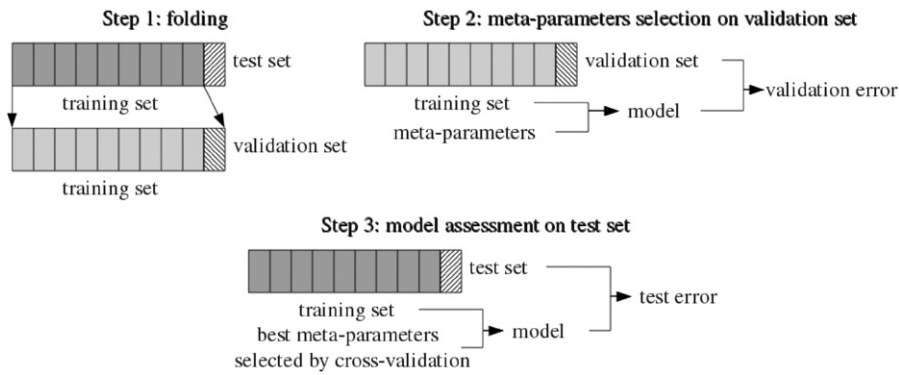 Step 1: folding
test set
training set
validation set
training set
Step 2: meta-parameters selection on validation set
validation set
training set
meta-parameters
model
validation error
Step 3: model assessment on test set
test set
training set
best meta-parameters
selected by cross-validation
model
test error